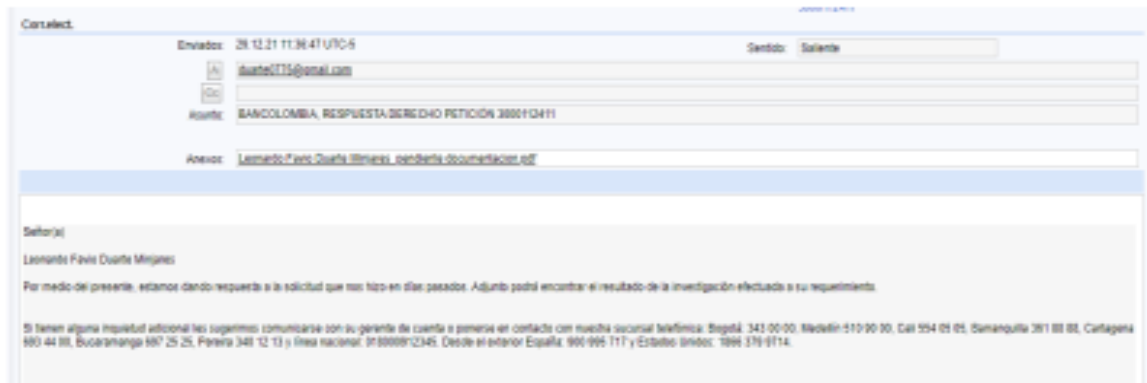 Corr.elect.
Enviados: 29.12.21 11:36:47 UTC-5 Sentido: Saliente
A: duarte0775@gmail.com
Cc:
Asunto: BANCOLOMBIA, RESPUESTA DERECHO PETICIÓN 3000112411
Anexos: Leonardo Favio Duarte Minjares_pendiente documentacion.pdf
Señor(a)
Leonardo Favio Duarte Minjares
Por medio del presente, estamos dando respuesta a la solicitud que nos hizo en días pasados. Adjunto podrá encontrar el resultado de la investigación efectuada a su requerimiento.
Si tienen alguna inquietud adicional les sugerimos comunicarse con su gerente de cuenta o ponerse en contacto con nuestra sucursal telefónica: Bogotá: 343 00 00, Medellín 510 90 00, Cali 554 05 05, Barranquilla 361 88 88, Cartagena
693 44 00, Bucaramanga 697 25 25, Pereira 340 12 13 y línea nacional: 018000912345. Desde el exterior España: 900 995 717 y Estados Unidos: 1866 379 9714.